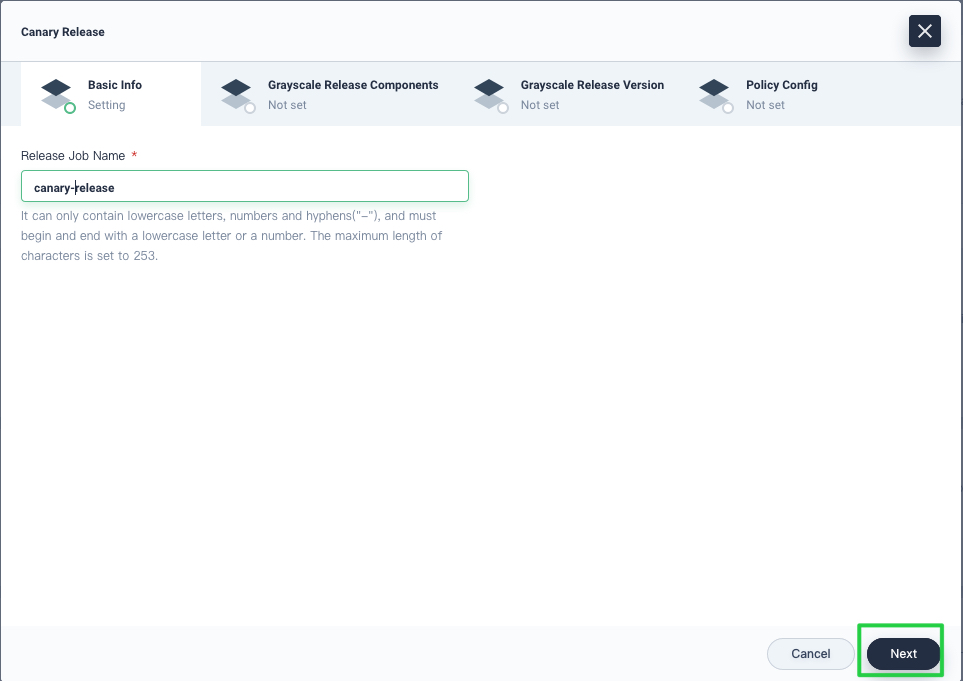 Canary Release
Basic Info
Setting
Grayscale Release Components
Not set
Grayscale Release Version
Not set
Policy Config
Not set
Release Job Name *
canary-release
It can only contain lowercase letters, numbers and hyphens("-"), and must
begin and end with a lowercase letter or a number. The maximum length of
characters is set to 253.
Cancel
Next